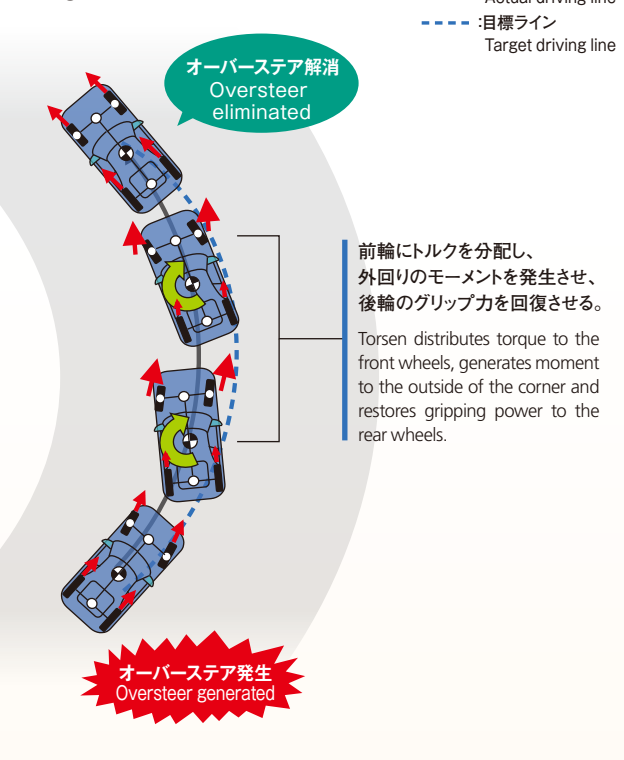 Actual driving line
:目標ライン
Target driving line
オーバーステア解消
Oversteer
eliminated
前輪にトルクを分配し、
外回りのモーメントを発生させ、
後輪のグリップ力を回復させる。
Torsen distributes torque to the
front wheels, generates moment
to the outside of the corner and
restores gripping power to the
rear wheels.
オーバーステア発生
Oversteer generated